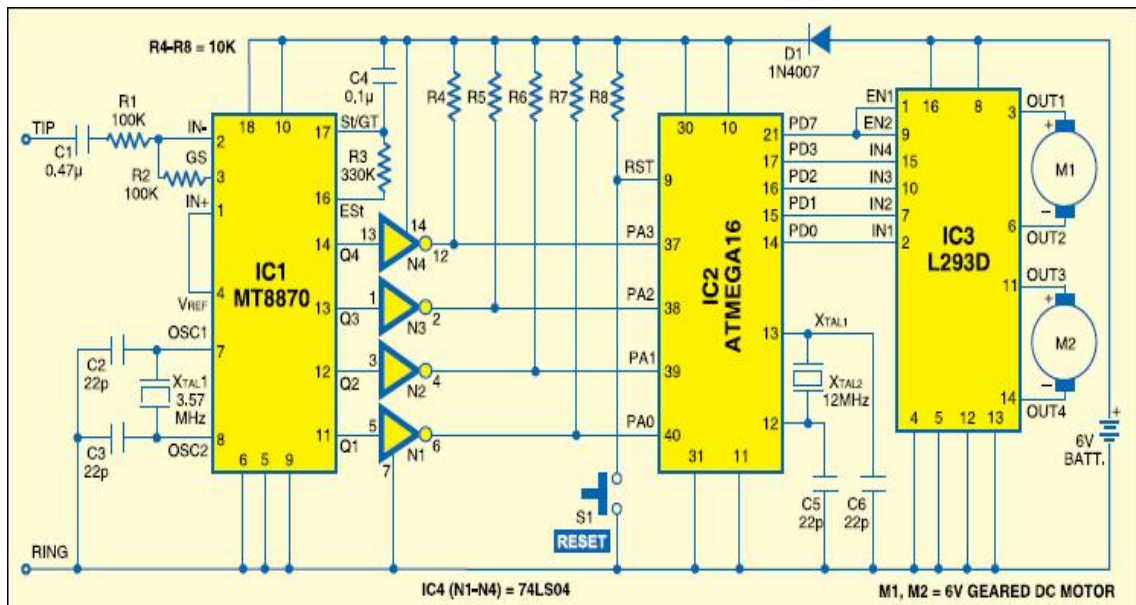 R4–R8 = 10K
D1
1N4007
C4
0.1µ
R4
R5
R6
R7
R8
TIP
C1
0.47µ
R1
100K
IN-
2
GS
3
R2
100K
IN+
1
4
VREF
OSC1
7
C2
22p
XTAL1
3.57
MHz
C3
22p
8
OSC2
18
10
17
St/GT
R3
330K
16
ESt
IC1
MT8870
14
Q4
13
Q3
12
Q2
11
Q1
6
5
9
13
14
12
N4
1
2
N3
3
4
N2
5
6
N1
7
RST
9
PA3
37
PA2
38
PA1
39
PA0
40
S1
RESET
30
10
IC2
ATMEGA16
21
PD7
17
PD3
16
PD2
15
PD1
14
PD0
13
XTAL1
XTAL2
12MHz
12
31
11
C5
22p
C6
22p
EN1
1
EN2
9
IN4
15
IN3
10
IN2
7
IN1
2
16
8
IC3
L293D
3
OUT1
+
M1
–
6
OUT2
11
OUT3
+
M2
–
14
OUT4
4
5
12
13
+
6V
BATT.
RING
IC4 (N1-N4) = 74LS04
M1, M2 = 6V GEARED DC MOTOR